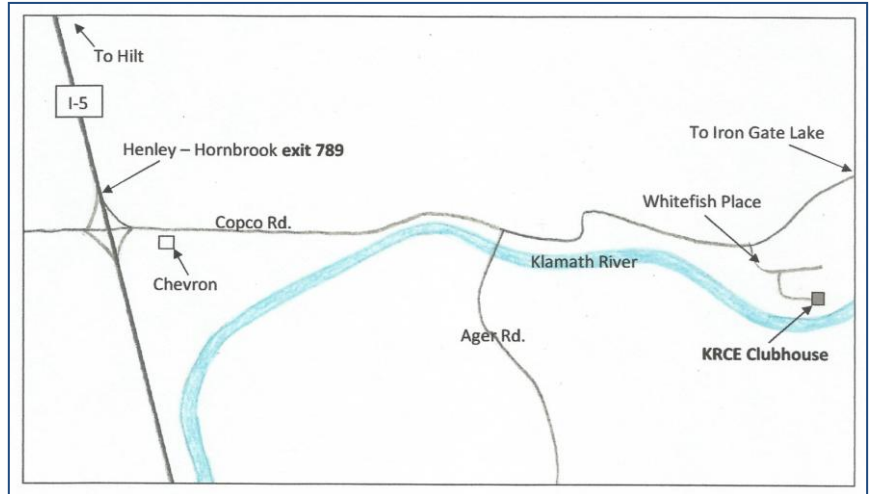 To Hilt
I-5
Henley – Hornbrook exit 789
To Iron Gate Lake
Whitefish Place
Copco Rd.
Klamath River
Chevron
Ager Rd.
KRCE Clubhouse